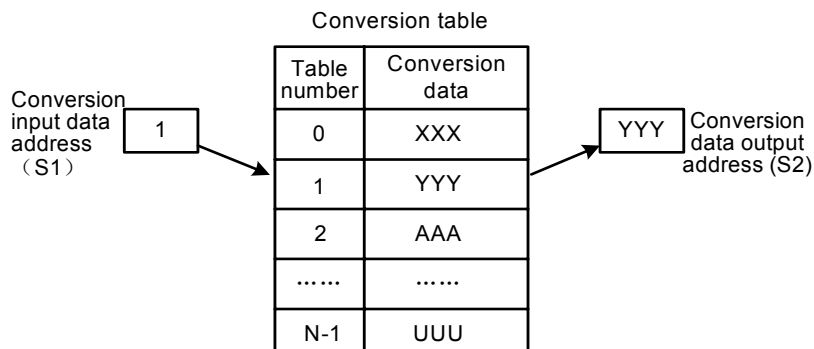 Conversion table
Table number
Conversion data
Conversion
input data
address
（S1）
1
0
XXX
1
YYY
2
AAA
……
……
N-1
UUU
YYY
Conversion
data output
address (S2)